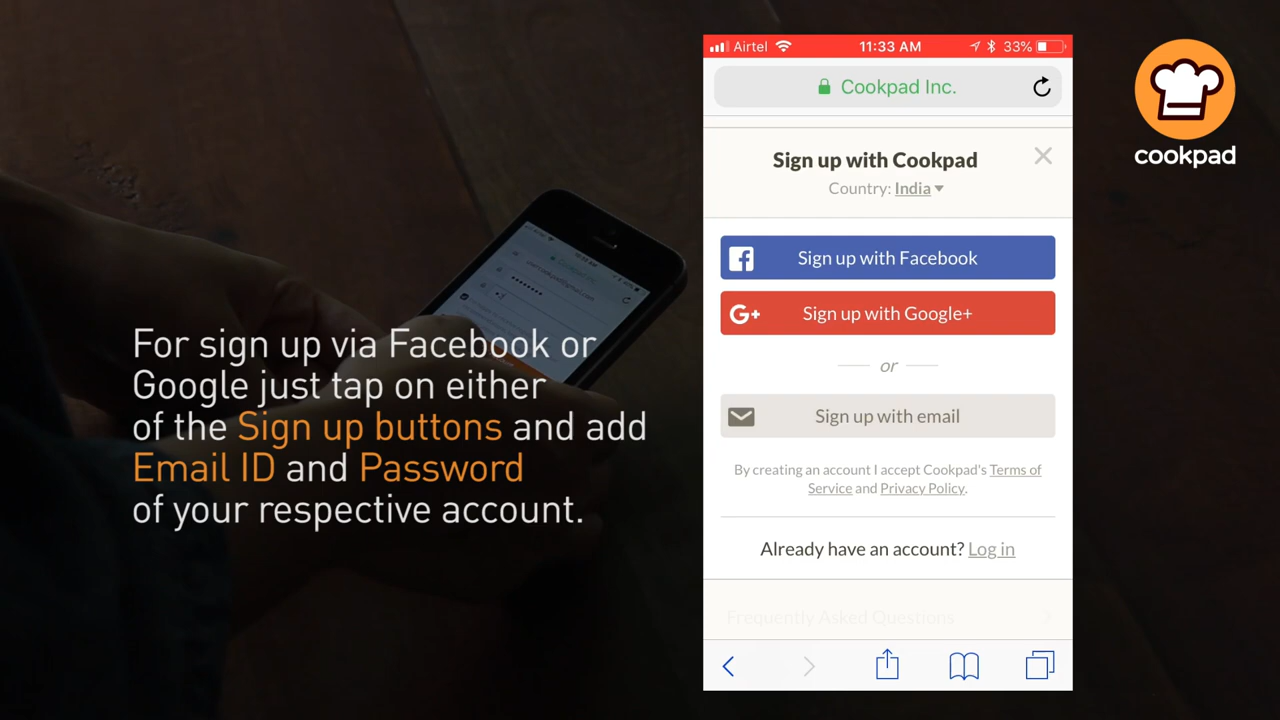 Airtel 11:33 AM 33%
Cookpad Inc.
cookpad
Sign up with Cookpad
Country: India
Sign up with Facebook
G+ Sign up with Google+
or
Sign up with email
By creating an account I accept Cookpad's Terms of
Service and Privacy Policy.
Already have an account? Log in
Frequently Asked Questions
For sign up via Facebook or
Google just tap on either
of the Sign up buttons and add
Email ID and Password
of your respective account.